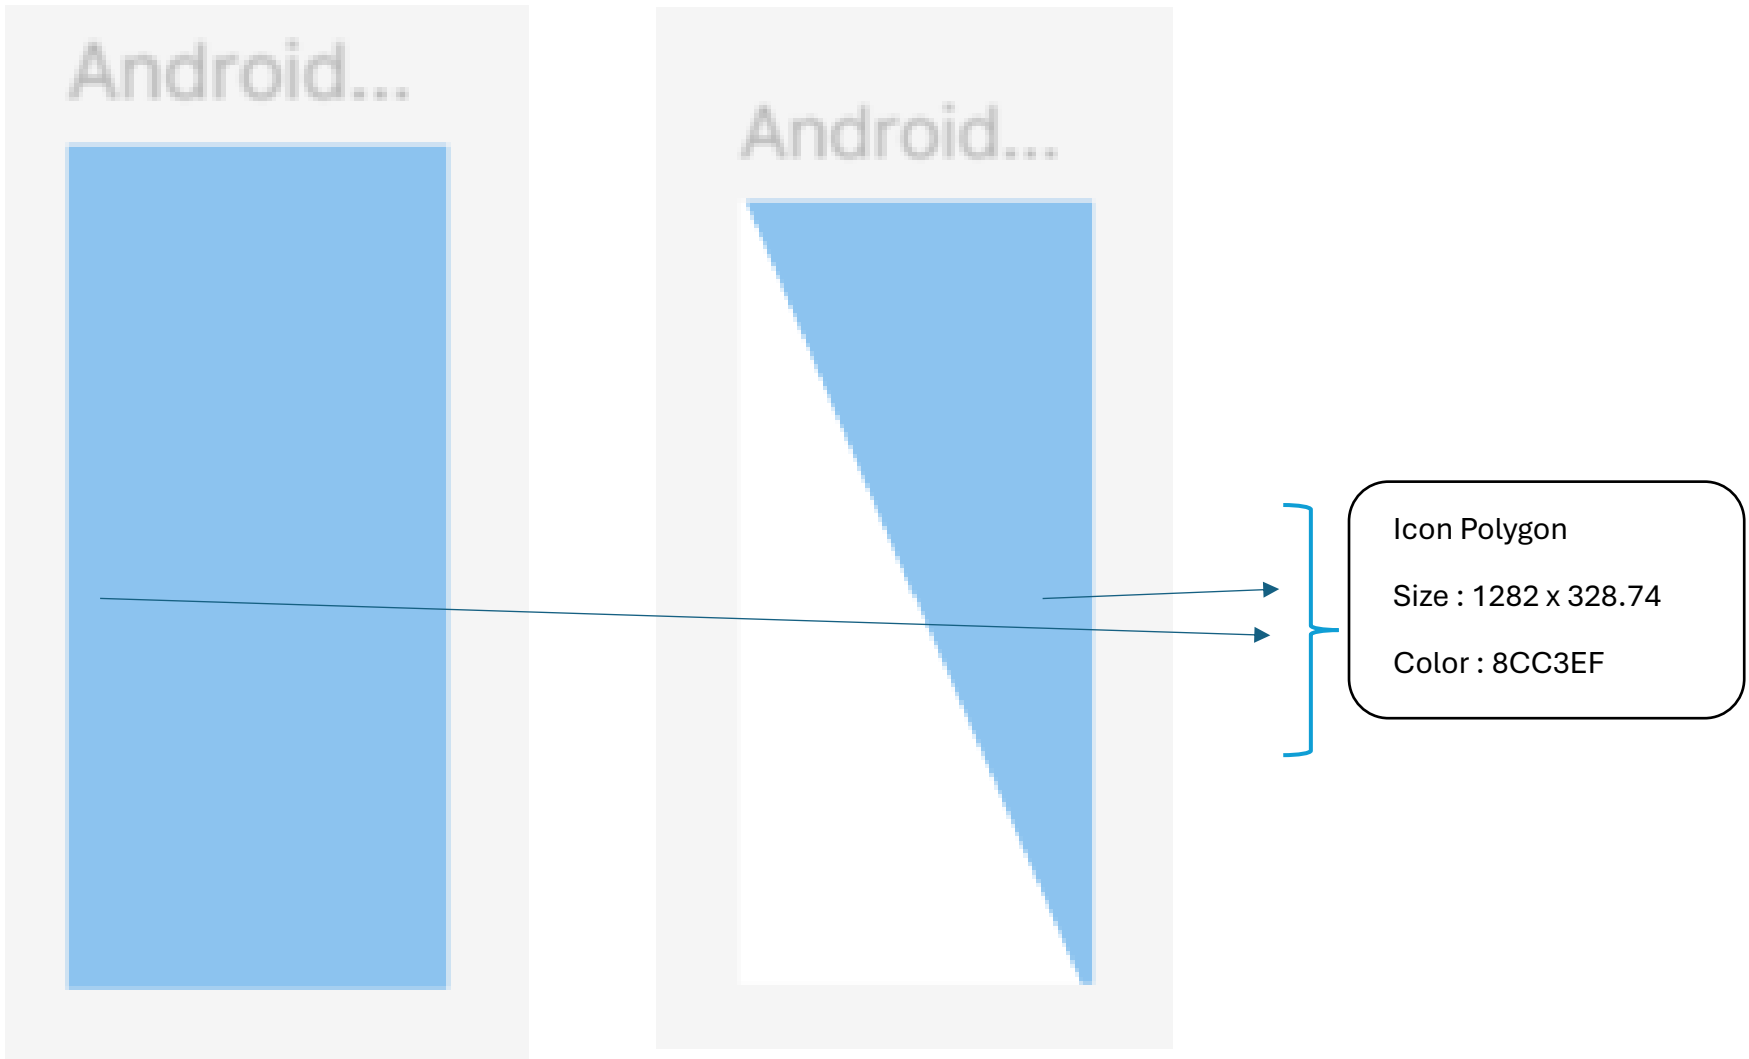 Android...
Android...
Icon Polygon
Size : 1282 x 328.74
Color : 8CC3EF